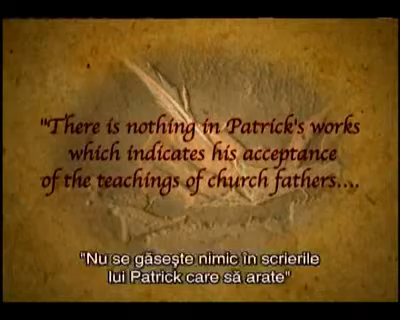 "There is nothing in Patrick's works
which indicates his acceptance
of the teachings of church fathers....
"Nu se găseşte nimic în scrierile
lui Patrick care să arate"